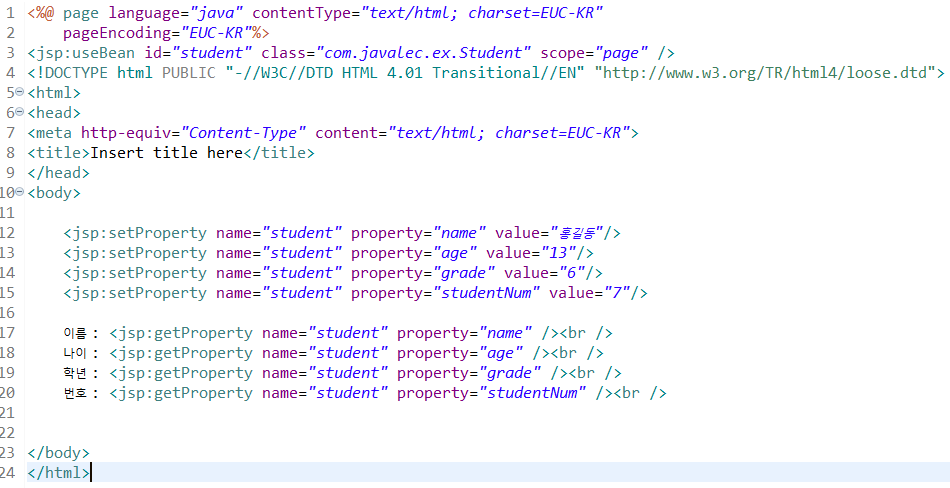 1 <%@ page language="java" contentType="text/html; charset=EUC-KR"
2     pageEncoding="EUC-KR"%>
3 <jsp:useBean id="student" class="com.javalec.ex.Student" scope="page" />
4 <!DOCTYPE html PUBLIC "-//W3C//DTD HTML 4.01 Transitional//EN" "http://www.w3.org/TR/html4/loose.dtd">
5 <html>
6 <head>
7 <meta http-equiv="Content-Type" content="text/html; charset=EUC-KR">
8 <title>Insert title here</title>
9 </head>
10 <body>
11
12     <jsp:setProperty name="student" property="name" value="홍길동"/>
13     <jsp:setProperty name="student" property="age" value="13"/>
14     <jsp:setProperty name="student" property="grade" value="6"/>
15     <jsp:setProperty name="student" property="studentNum" value="7"/>
16
17     이름 : <jsp:getProperty name="student" property="name" /><br />
18     나이 : <jsp:getProperty name="student" property="age" /><br />
19     학년 : <jsp:getProperty name="student" property="grade" /><br />
20     번호 : <jsp:getProperty name="student" property="studentNum" /><br />
21
22
23 </body>
24 </html>